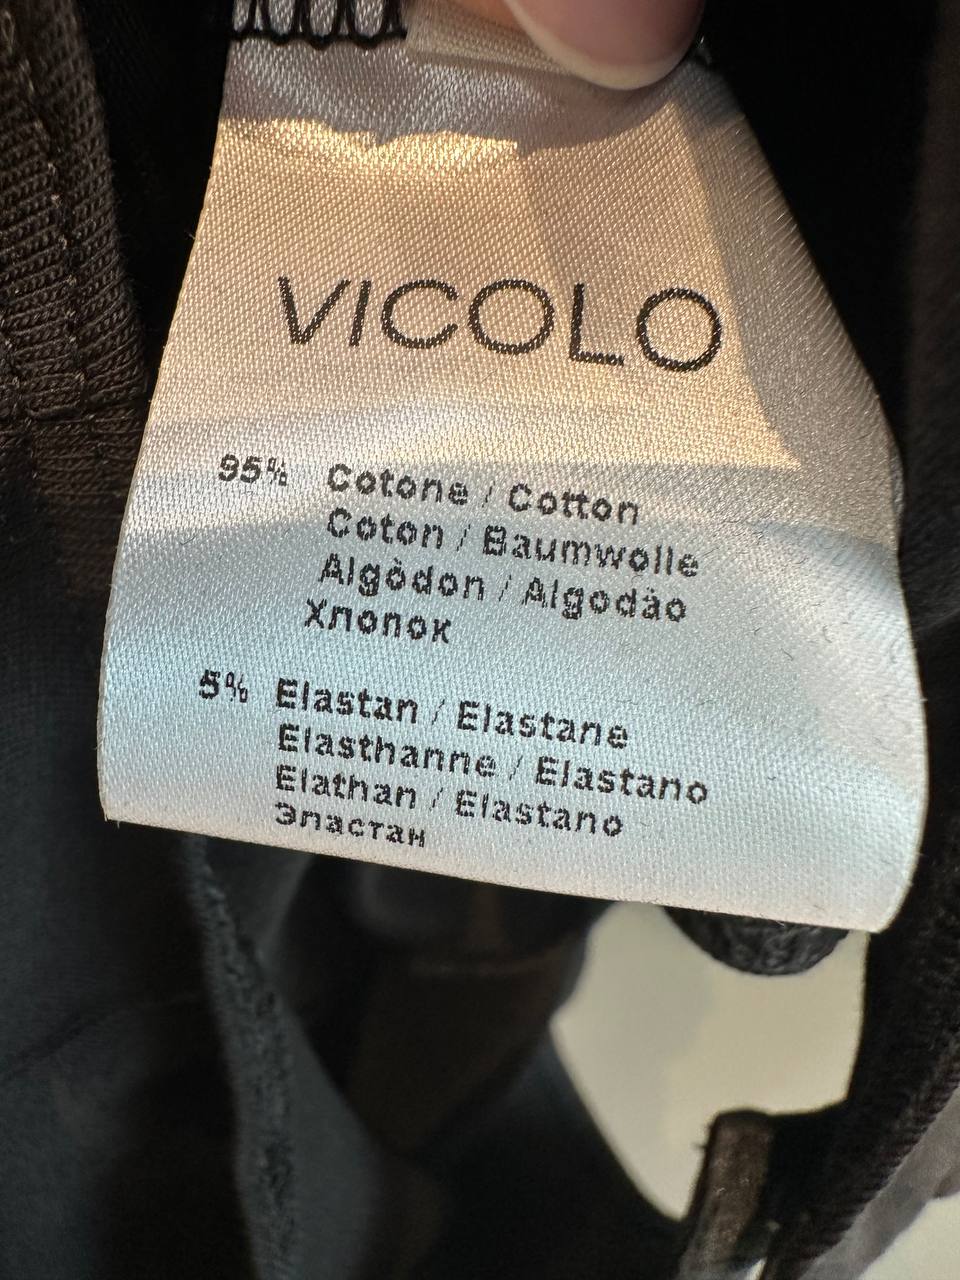 VICOLO
95% Cotone / Cotton
Coton / Baumwolle
Algòdon / Algodão
Хлопок
5% Elastan / Elastane
Elasthanne / Elastano
Elathan / Elastano
Эластан